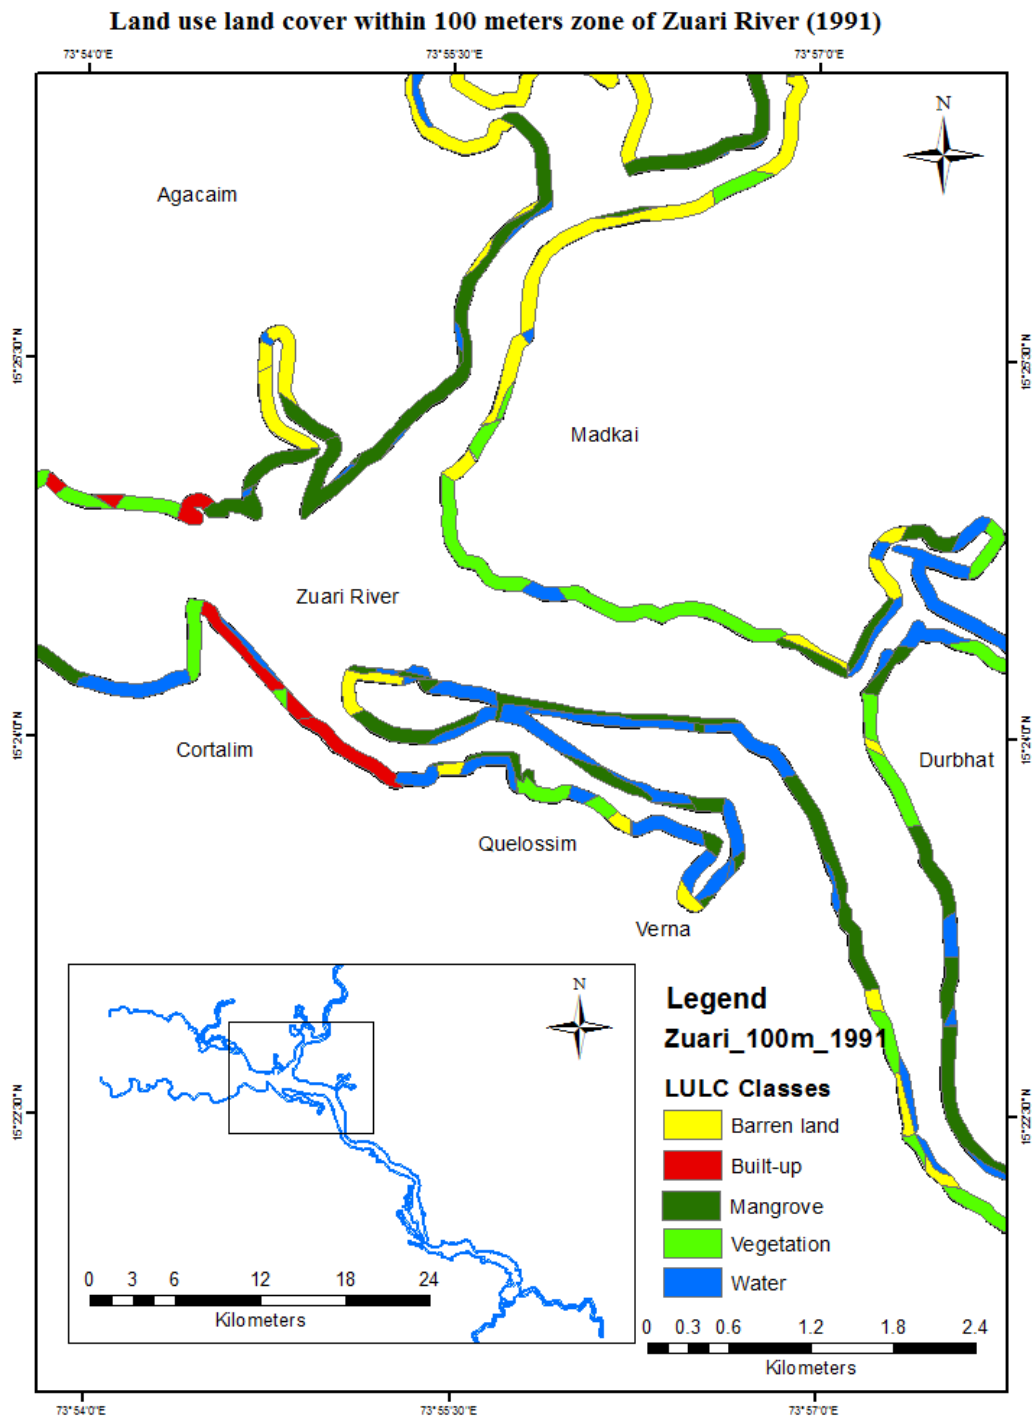 Land use land cover within 100 meters zone of Zuari River (1991)
73°54'0"E
73°55'30"E
73°57'0"E
N
Agacaim
15°25'30"N
15°25'30"N
Madkai
Zuari River
Cortalim
15°24'0"N
15°24'0"N
Durbhat
Quelossim
Verna
N
Legend
Zuari_100m_1991
LULC Classes
Barren land
Built-up
Mangrove
Vegetation
Water
15°22'30"N
15°22'30"N
0 3 6 12 18 24
Kilometers
0 0.3 0.6 1.2 1.8 2.4
Kilometers
73°54'0"E
73°55'30"E
73°57'0"E